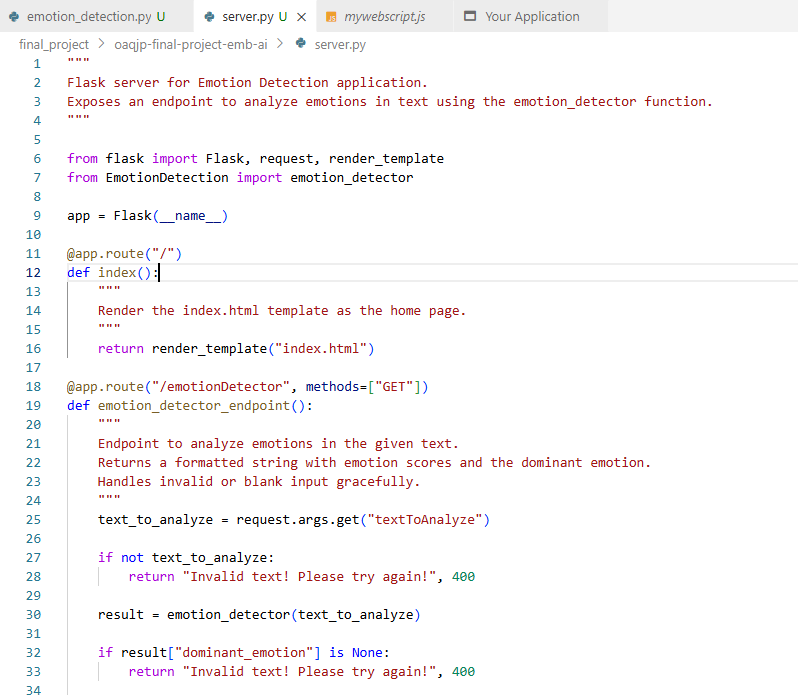 emotion_detection.py U server.py U mywebscript.js Your Application
final_project > oaqjp-final-project-emb-ai > server.py
1 """
2 Flask server for Emotion Detection application.
3 Exposes an endpoint to analyze emotions in text using the emotion_detector function.
4 """
5
6 from flask import Flask, request, render_template
7 from EmotionDetection import emotion_detector
8
9 app = Flask(__name__)
10
11 @app.route("/")
12 def index():
13     """
14     Render the index.html template as the home page.
15     """
16     return render_template("index.html")
17
18 @app.route("/emotionDetector", methods=["GET"])
19 def emotion_detector_endpoint():
20     """
21     Endpoint to analyze emotions in the given text.
22     Returns a formatted string with emotion scores and the dominant emotion.
23     Handles invalid or blank input gracefully.
24     """
25     text_to_analyze = request.args.get("textToAnalyze")
26
27     if not text_to_analyze:
28         return "Invalid text! Please try again!", 400
29
30     result = emotion_detector(text_to_analyze)
31
32     if result["dominant_emotion"] is None:
33         return "Invalid text! Please try again!", 400
34